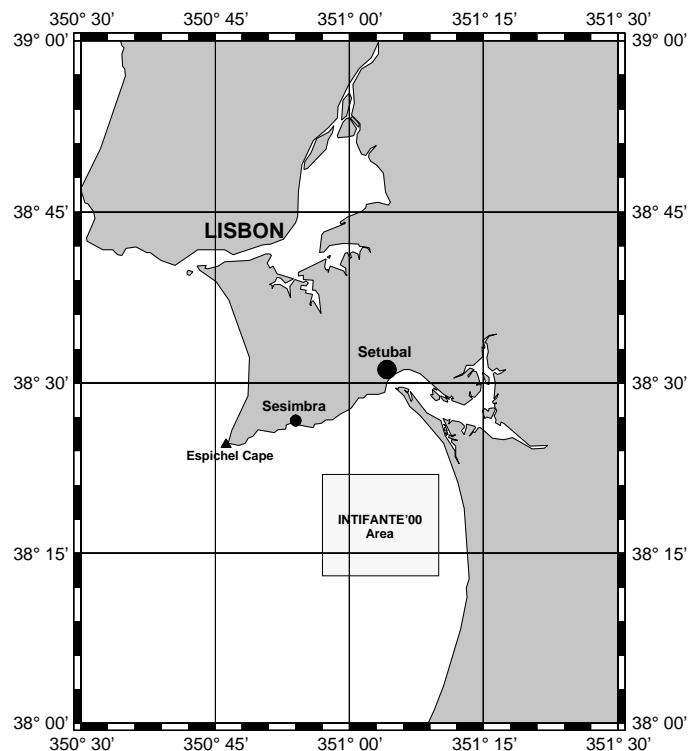 350˚ 30' 350˚ 45' 351˚ 00' 351˚ 15' 351˚ 30'
39˚ 00' 39˚ 00'
38˚ 45' 38˚ 45'
LISBON
Setubal
38˚ 30' 38˚ 30'
Sesimbra
Espichel Cape
INTIFANTE'00
Area
38˚ 15' 38˚ 15'
38˚ 00' 38˚ 00'
350˚ 30' 350˚ 45' 351˚ 00' 351˚ 15' 351˚ 30'